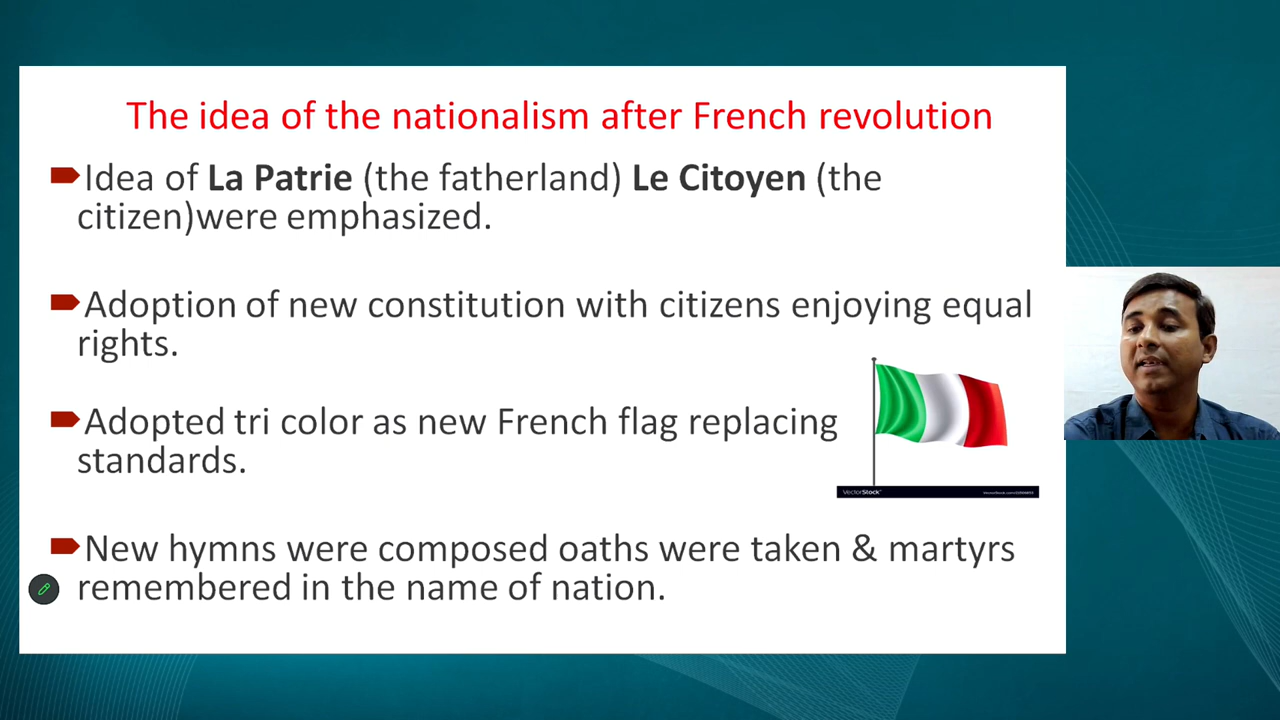 The idea of the nationalism after French revolution
Idea of La Patrie (the fatherland) Le Citoyen (the
citizen)were emphasized.
Adoption of new constitution with citizens enjoying equal
rights.
Adopted tri color as new French flag replacing
standards.
VectorStock
New hymns were composed oaths were taken & martyrs
remembered in the name of nation.